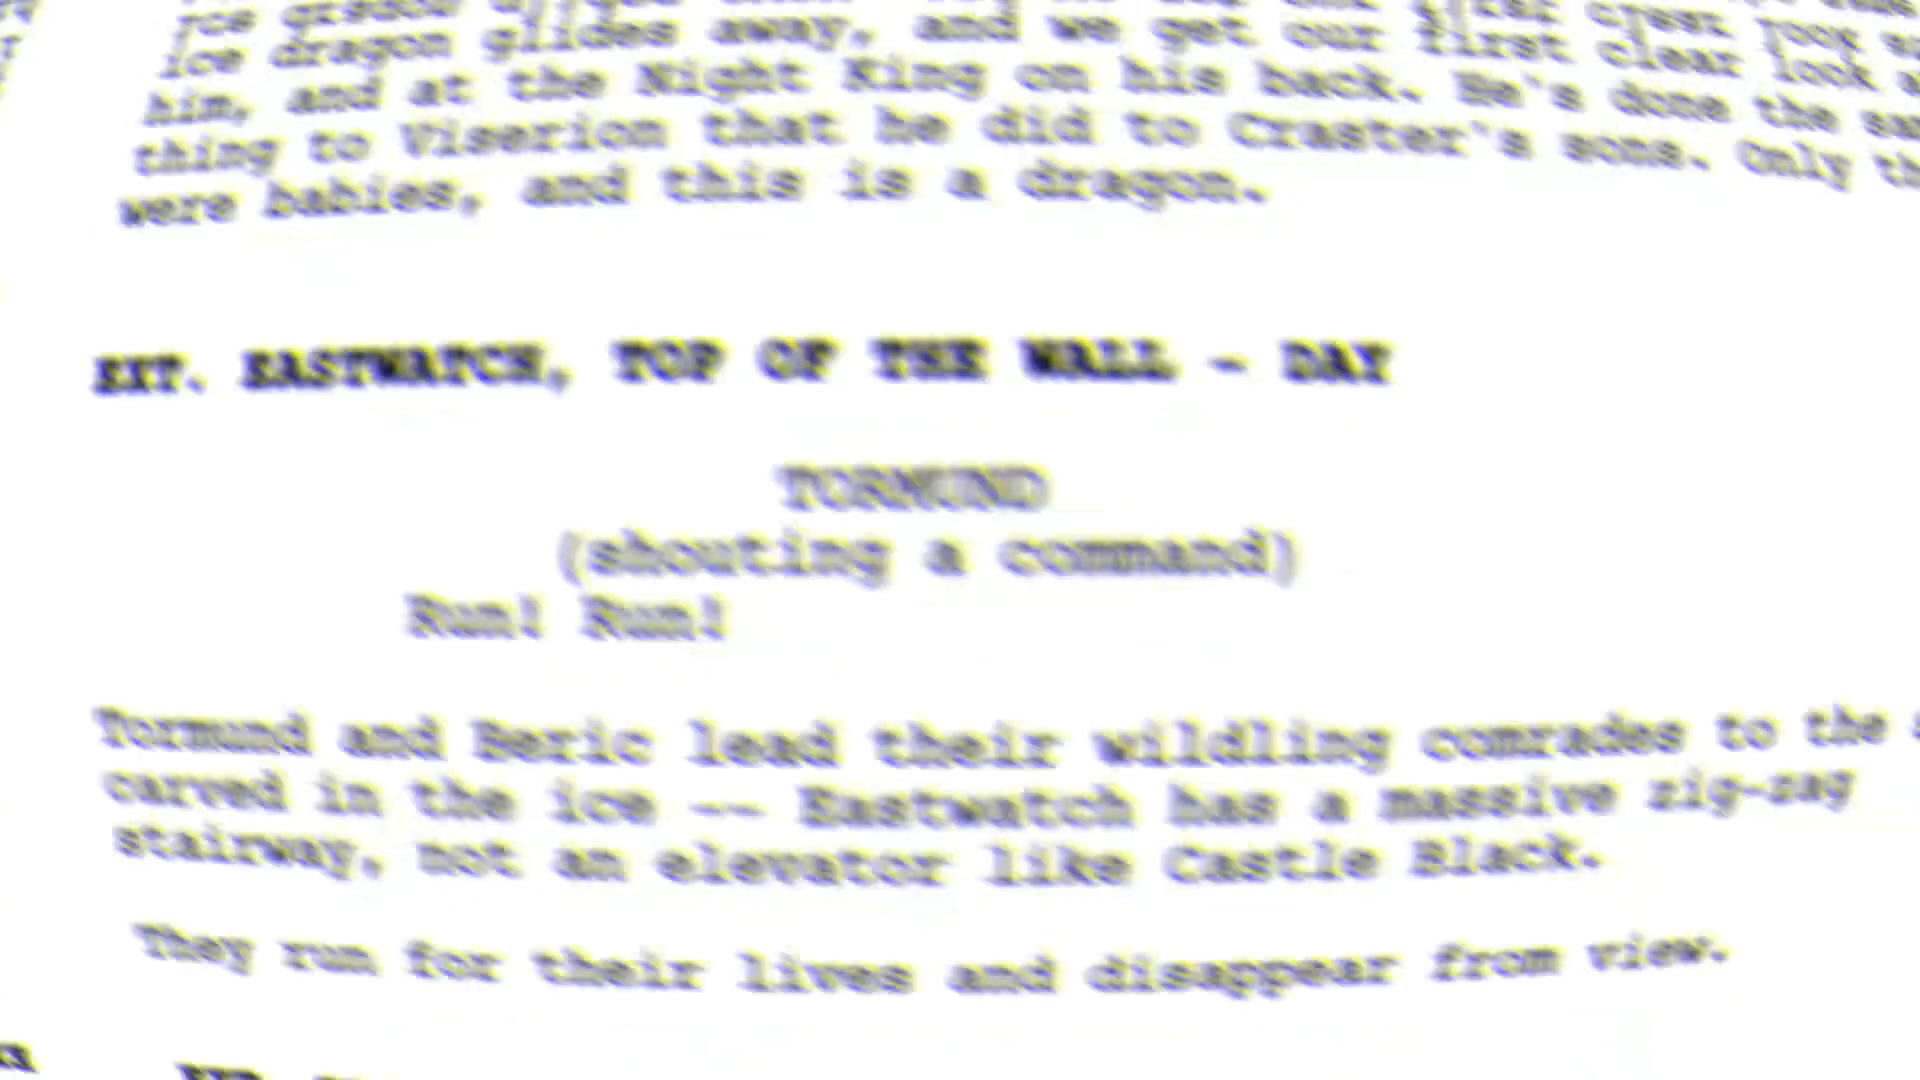 ice dragon glides away, and we get our first clear look
him, and at the Night King on his back. He's done the
thing to Viserion that he did to Craster's sons. Only
were babies, and this is a dragon.
EXT. EASTWATCH, TOP OF THE WALL - DAY
TORMUND
(shouting a command)
Run! Run!
Tormund and Beric lead their wildling comrades to the
carved in the ice -- Eastwatch has a massive zig-zag
stairway, not an elevator like Castle Black.
They run for their lives and disappear from view.